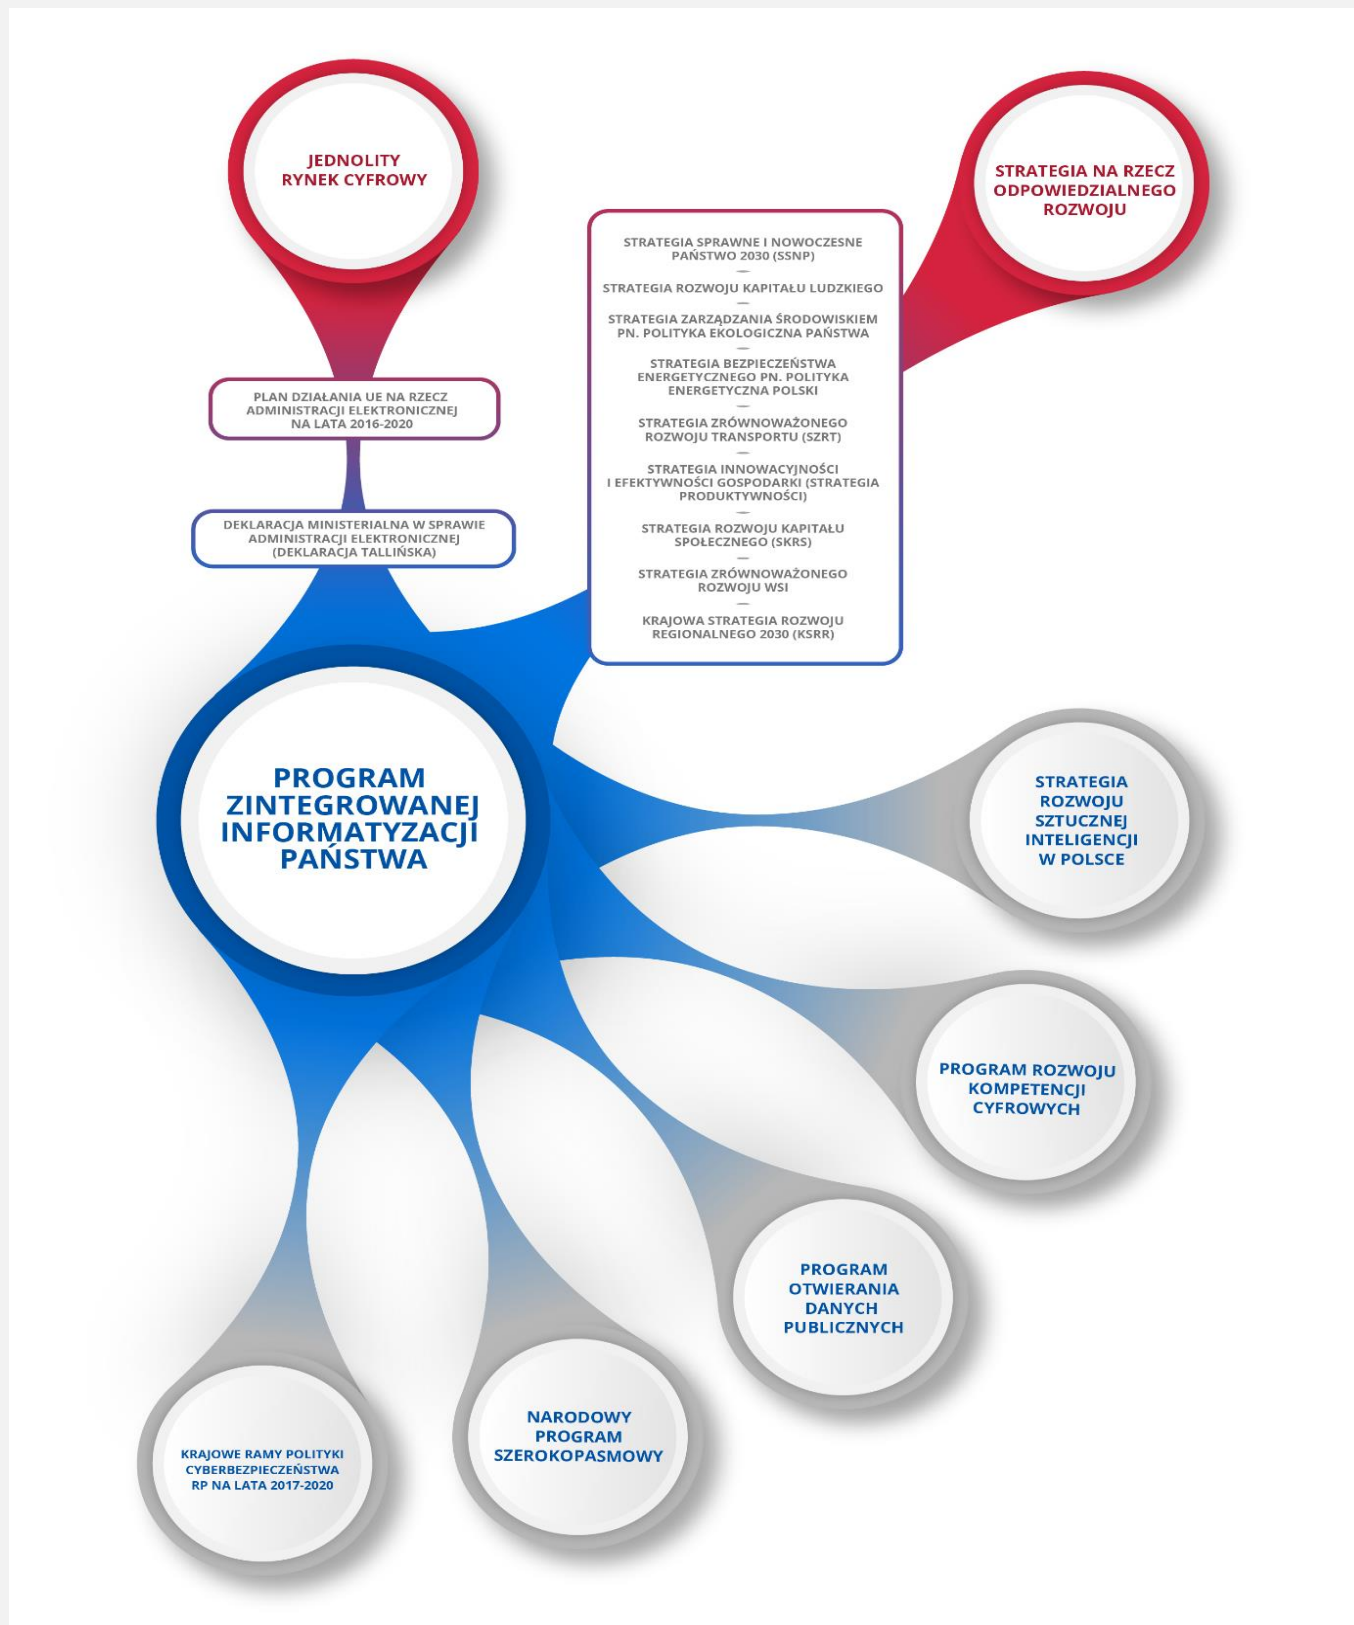 JEDNOLITY
RYNEK CYFROWY
STRATEGIA NA RZECZ
ODPOWIEDZIALNEGO
ROZWOJU
STRATEGIA SPRAWNE I NOWOCZESNE
PAŃSTWO 2030 (SSNP)
STRATEGIA ROZWOJU KAPITAŁU LUDZKIEGO
STRATEGIA ZARZĄDZANIA ŚRODOWISKIEM
PN. POLITYKA EKOLOGICZNA PAŃSTWA
STRATEGIA BEZPIECZEŃSTWA
ENERGETYCZNEGO PN. POLITYKA
ENERGETYCZNA POLSKI
STRATEGIA ZRÓWNOWAŻONEGO
ROZWOJU TRANSPORTU (SZRT)
STRATEGIA INNOWACYJNOŚCI
I EFEKTYWNOŚCI GOSPODARKI (STRATEGIA
PRODUKTYWNOŚCI)
STRATEGIA ROZWOJU KAPITAŁU
SPOŁECZNEGO (SKRS)
STRATEGIA ZRÓWNOWAŻONEGO
ROZWOJU WSI
KRAJOWA STRATEGIA ROZWOJU
REGIONALNEGO 2030 (KSRR)
PLAN DZIAŁANIA UE NA RZECZ
ADMINISTRACJI ELEKTRONICZNEJ
NA LATA 2016-2020
DEKLARACJA MINISTERIALNA W SPRAWIE
ADMINISTRACJI ELEKTRONICZNEJ
(DEKLARACJA TALLIŃSKA)
PROGRAM
ZINTEGROWANEJ
INFORMATYZACJI
PAŃSTWA
STRATEGIA
ROZWOJU
SZTUCZNEJ
INTELIGENCJI
W POLSCE
PROGRAM ROZWOJU
KOMPETENCJI
CYFROWYCH
PROGRAM
OTWIERANIA
DANYCH
PUBLICZNYCH
NARODOWY
PROGRAM
SZEROKOPASMOWY
KRAJOWE RAMY POLITYKI
CYBERBEZPIECZEŃSTWA
RP NA LATA 2017-2020